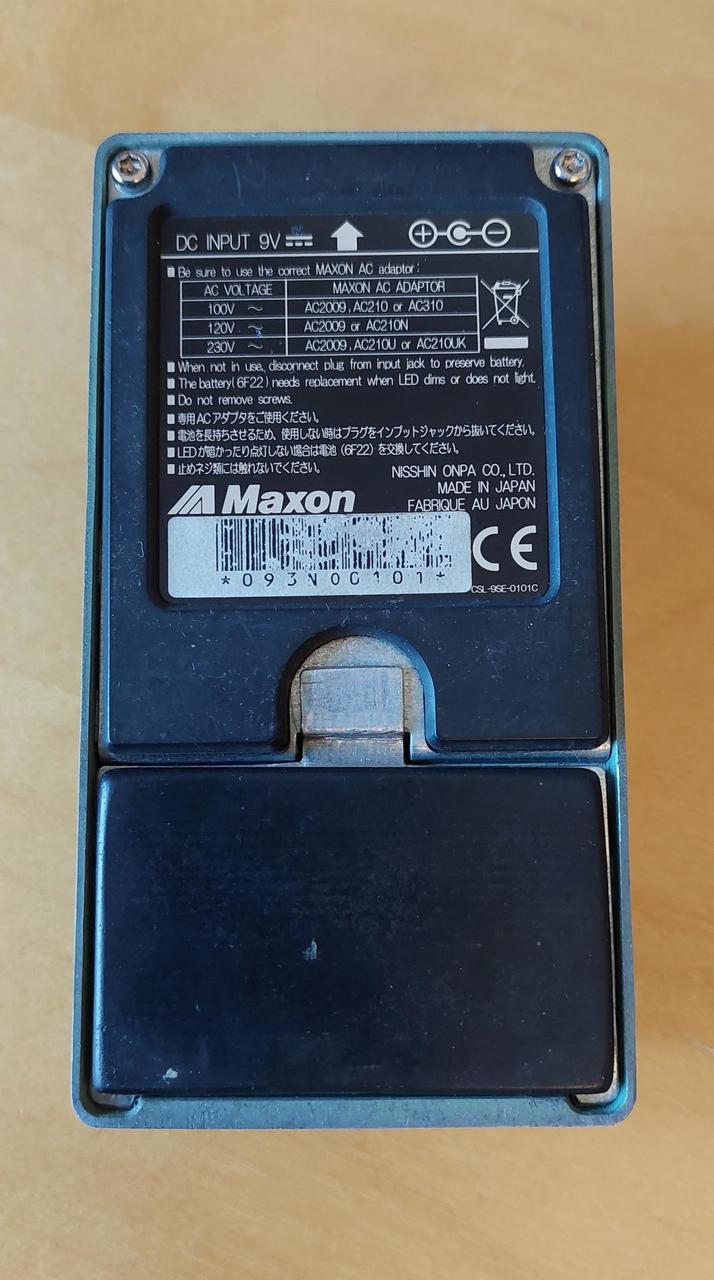 DC INPUT 9V
Be sure to use the correct MAXON AC adaptor:
AC VOLTAGE MAXON AC ADAPTOR
100V ～ AC2009, AC210 or AC310
120V ～ AC2009 or AC210N
230V ～ AC2009, AC210U or AC210UK
When not in use, disconnect plug from input jack to preserve battery.
The battery(6F22) needs replacement when LED dims or does not light.
Do not remove screws.
専用ACアダプタをご使用ください。
電池を長持ちさせるため、使用しない時はプラグをインプットジャックから抜いてください。
LEDが暗かったり点灯しない場合は電池（6F22）を交換してください。
止めネジ類には触れないでください。
NISSHIN ONPA CO., LTD.
MADE IN JAPAN
FABRIQUE AU JAPON
Maxon
CE
CSL-9SE-0101C